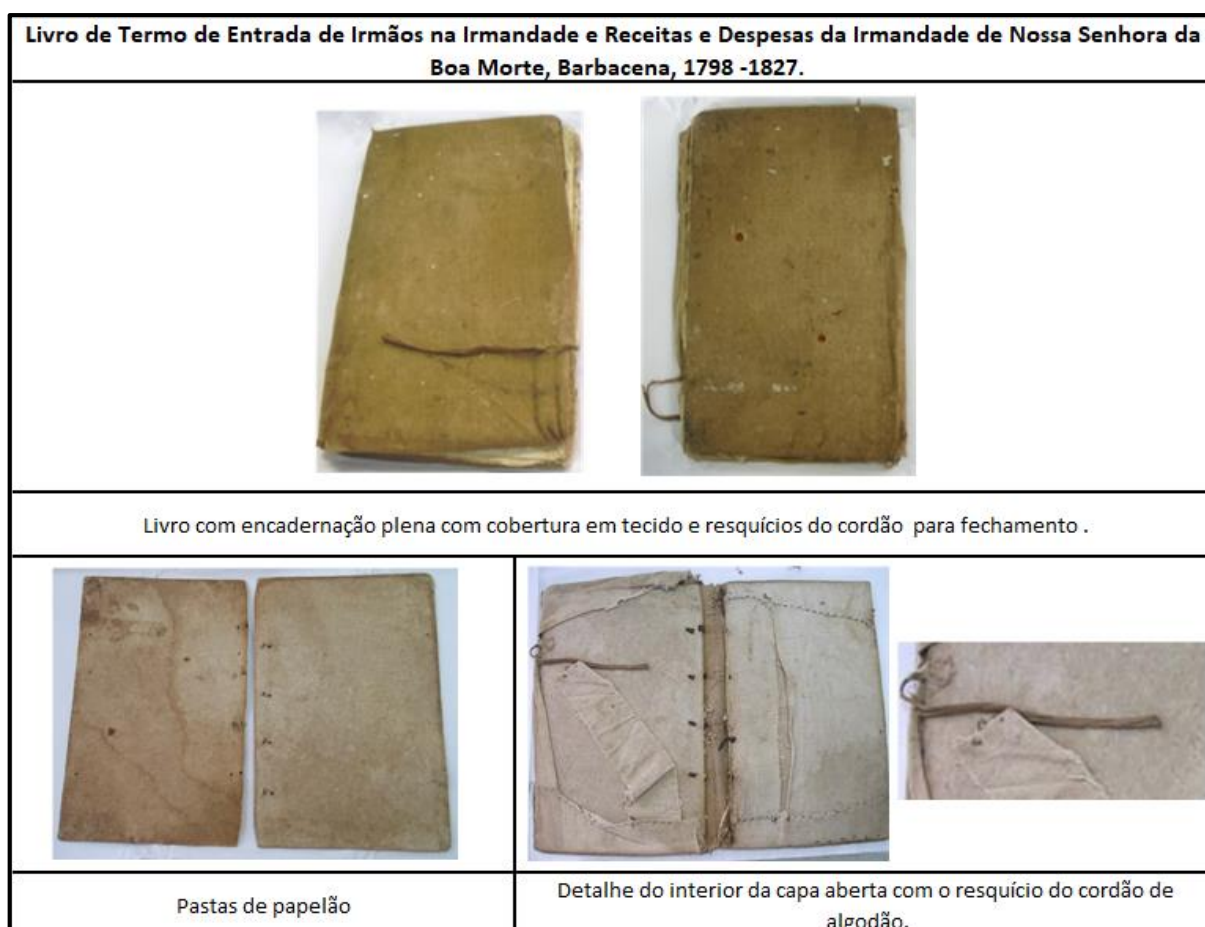 Livro de Termo de Entrada de Irmãos na Irmandade e Receitas e Despesas da Irmandade de Nossa Senhora da
Boa Morte, Barbacena, 1798 -1827.
Livro com encadernação plena com cobertura em tecido e resquícios do cordão para fechamento .
Pastas de papelão
Detalhe do interior da capa aberta com o resquício do cordão de
algodão.